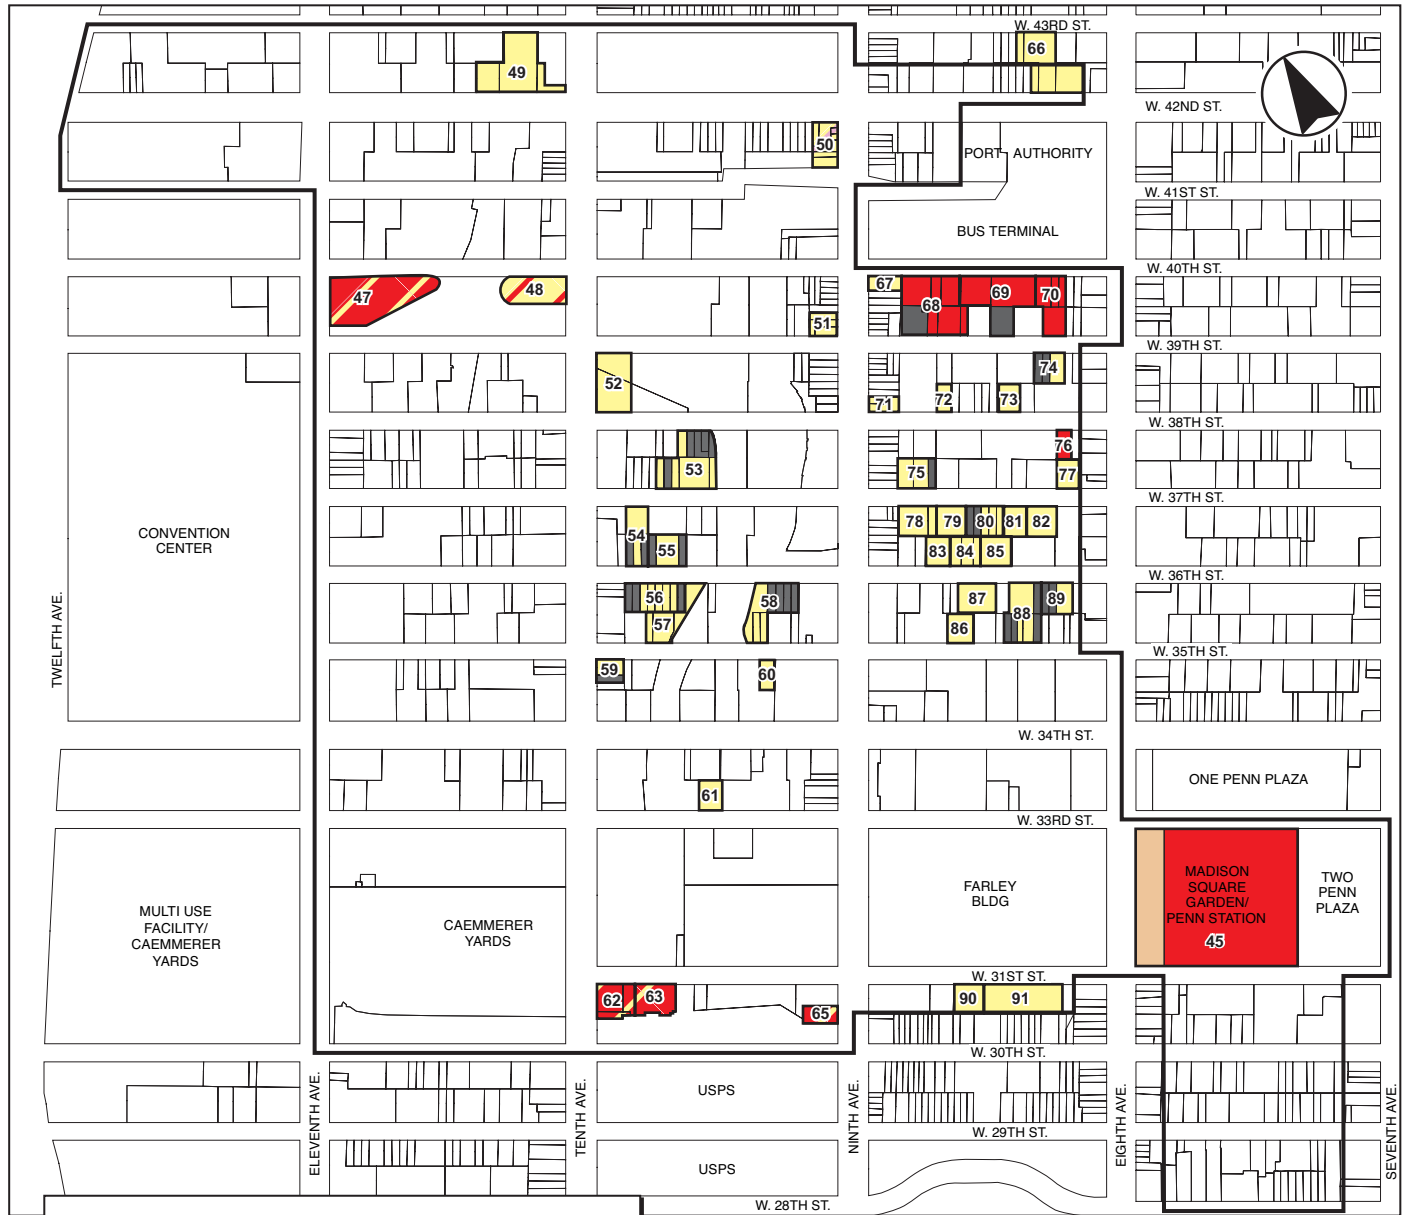 W. 43RD ST.
66
49
W. 42ND ST.
50
PORT AUTHORITY
W. 41ST ST.
BUS TERMINAL
W. 40TH ST.
47
48
67
68
69
70
51
W. 39TH ST.
52
74
71
72
73
W. 38TH ST.
76
53
75
77
W. 37TH ST.
78
79
80
81
82
CONVENTION
CENTER
54
55
83
84
85
W. 36TH ST.
56
58
87
89
57
88
86
W. 35TH ST.
TWELFTH AVE.
59
60
W. 34TH ST.
ONE PENN PLAZA
61
W. 33RD ST.
MULTI USE
FACILITY/
CAEMMERER
YARDS
CAEMMERER
YARDS
FARLEY
BLDG
MADISON
SQUARE
GARDEN/
PENN STATION
45
TWO
PENN
PLAZA
W. 31ST ST.
62
63
65
90
91
W. 30TH ST.
USPS
ELEVENTH AVE.
TENTH AVE.
NINTH AVE.
EIGHTH AVE.
SEVENTH AVE.
W. 29TH ST.
USPS
W. 28TH ST.